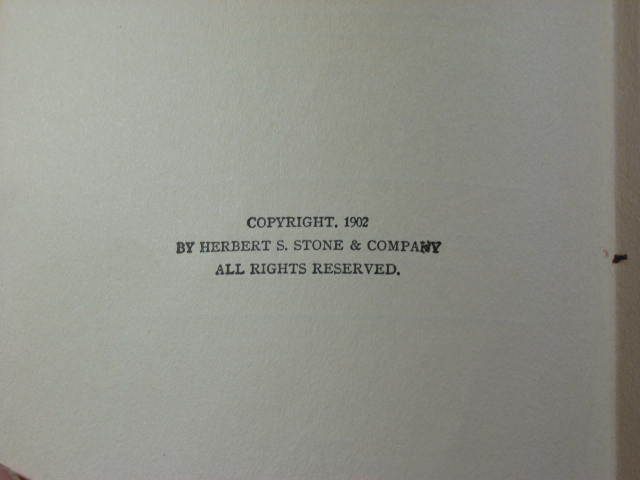 COPYRIGHT. 1902
BY HERBERT S. STONE & COMPANY
ALL RIGHTS RESERVED.